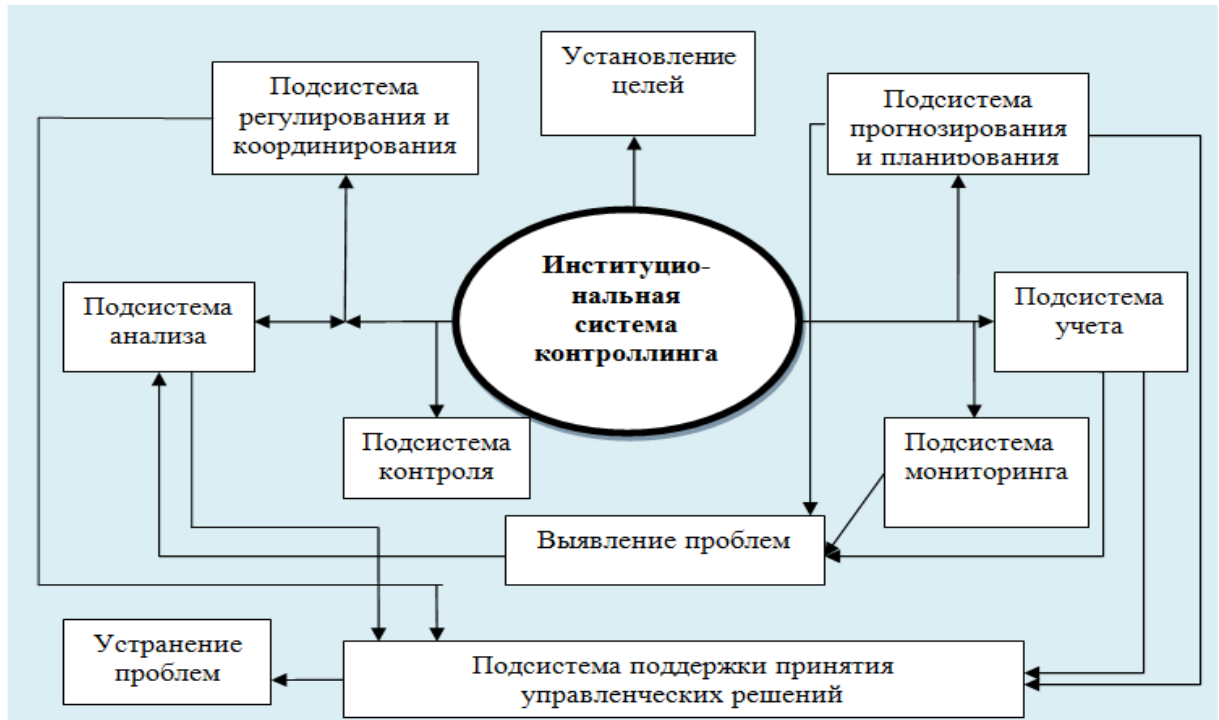 Установление
целей
Подсистема
регулирования и
координирования
Подсистема
прогнозирования
и планирования
Институцио-
нальная
система
контроллинга
Подсистема
анализа
Подсистема
учета
Подсистема
контроля
Подсистема
мониторинга
Выявление проблем
Устранение
проблем
Подсистема поддержки принятия
управленческих решений